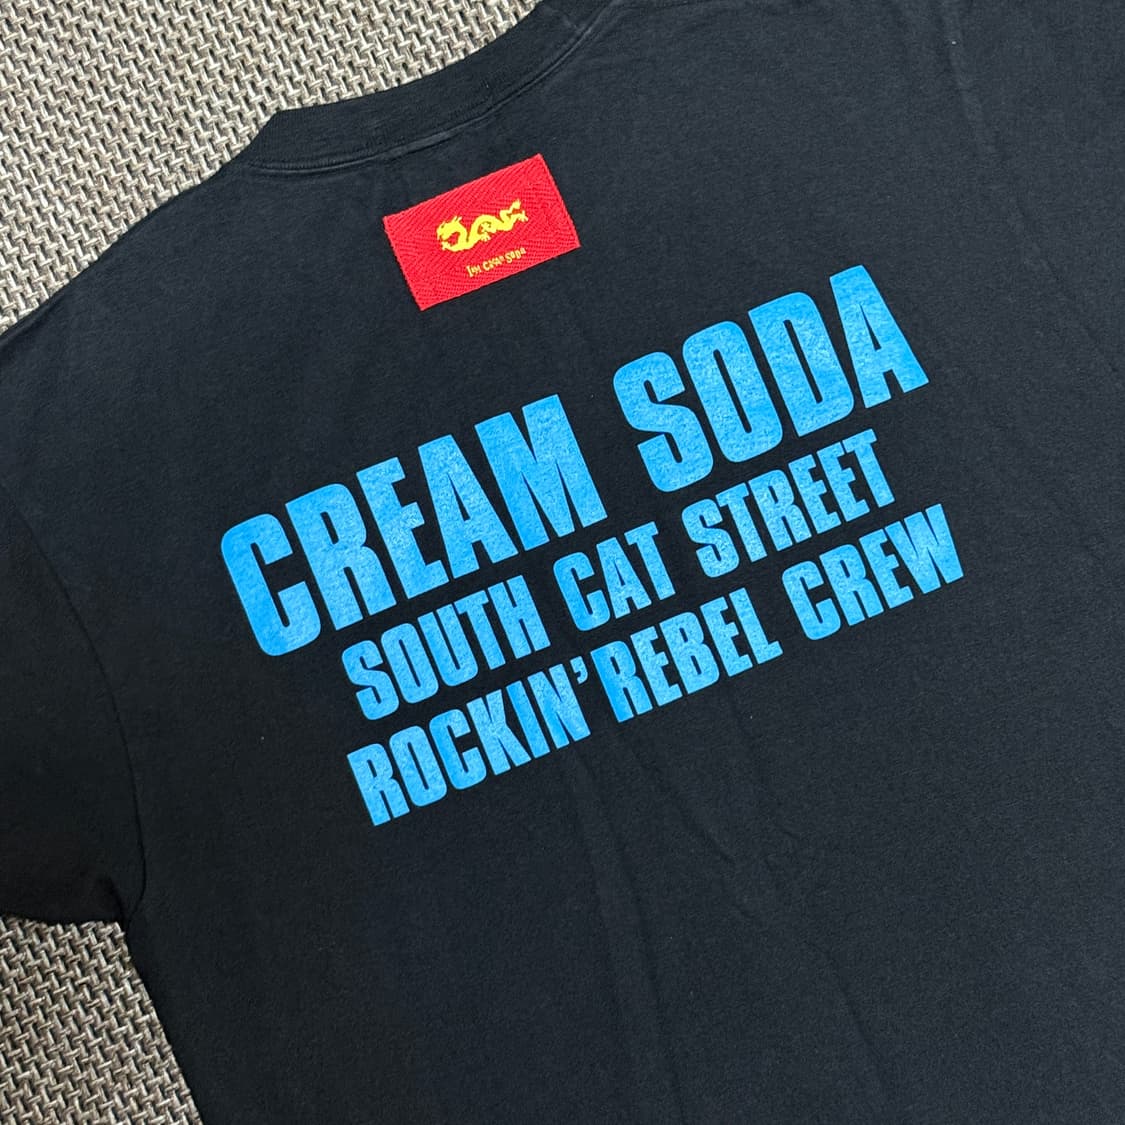 CREAM SODA
SOUTH CAT STREET
ROCKIN' REBEL CREW